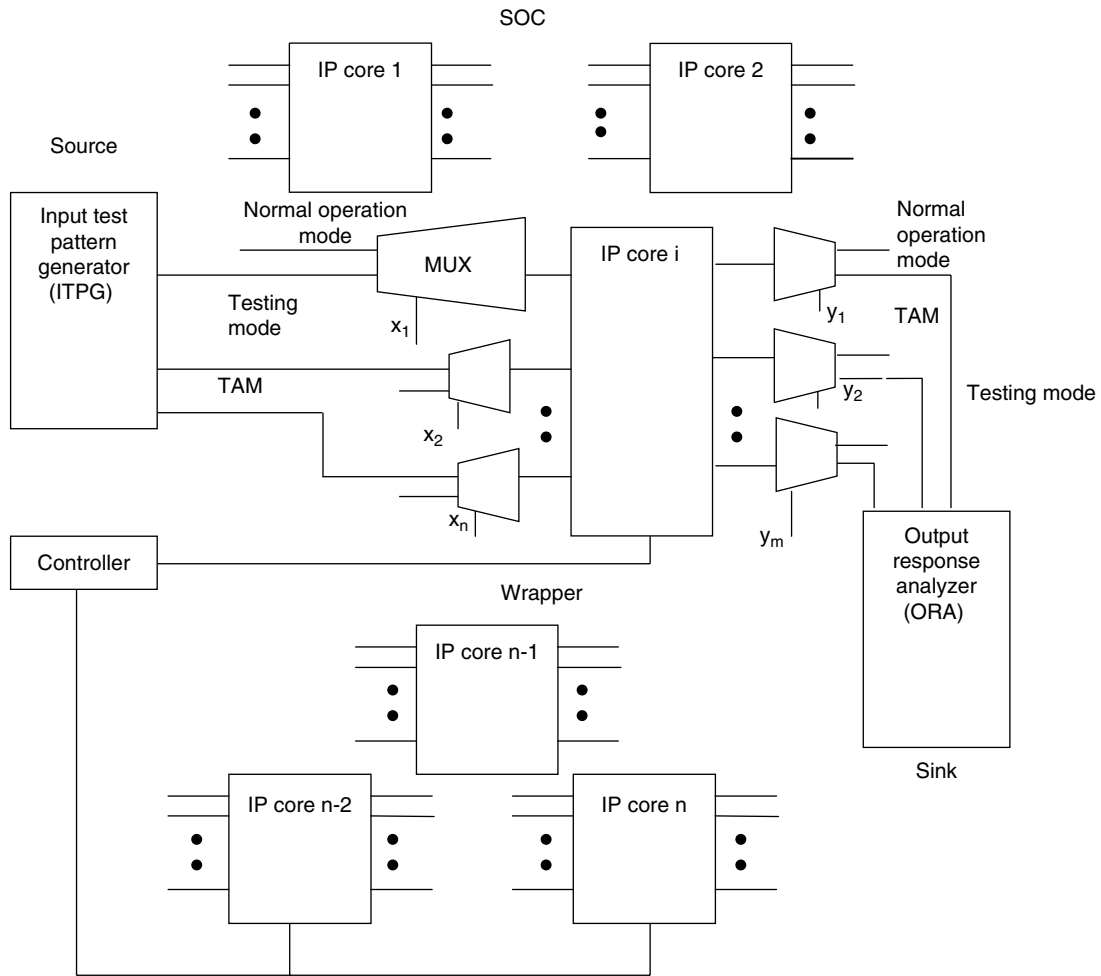 SOC
IP core 1
IP core 2
Source
Input test
pattern
generator
(ITPG)
Normal operation
mode
MUX
IP core i
Normal
operation
mode
Testing
mode
x1
y1
TAM
TAM
x2
y2
Testing mode
xn
ym
Controller
Output
response
analyzer
(ORA)
Wrapper
IP core n-1
Sink
IP core n-2
IP core n